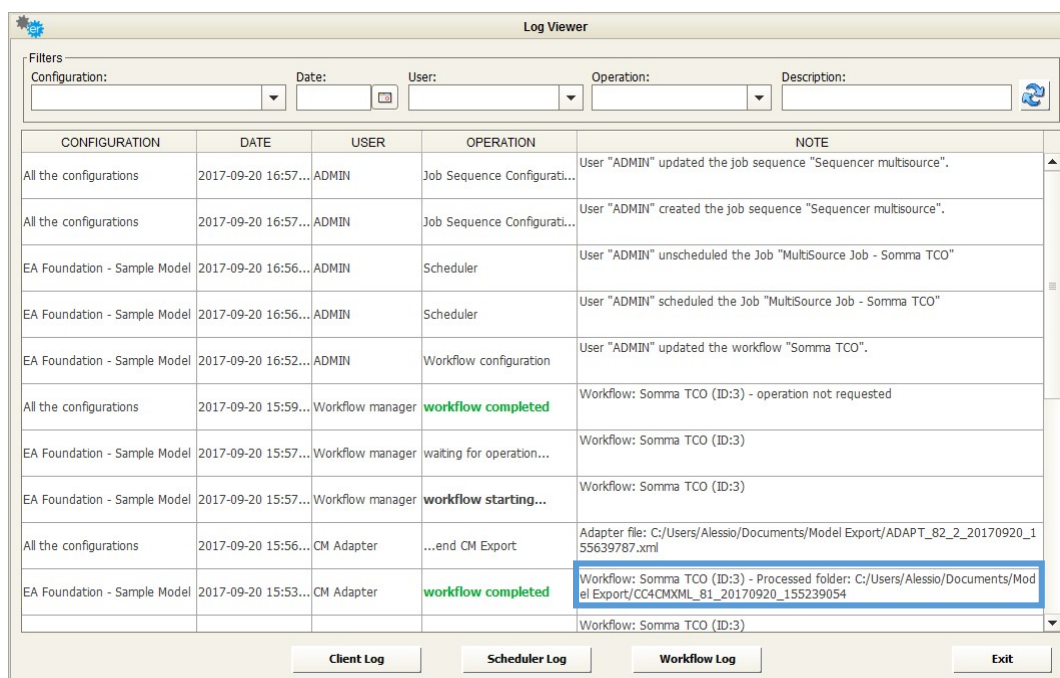 er
Log Viewer
Filters
Configuration: Date: User: Operation: Description:
CONFIGURATION DATE USER OPERATION NOTE
All the configurations 2017-09-20 16:57... ADMIN Job Sequence Configurati... User "ADMIN" updated the job sequence "Sequencer multisource".
All the configurations 2017-09-20 16:57... ADMIN Job Sequence Configurati... User "ADMIN" created the job sequence "Sequencer multisource".
EA Foundation - Sample Model 2017-09-20 16:56... ADMIN Scheduler User "ADMIN" unscheduled the Job "MultiSource Job - Somma TCO"
EA Foundation - Sample Model 2017-09-20 16:56... ADMIN Scheduler User "ADMIN" scheduled the Job "MultiSource Job - Somma TCO"
EA Foundation - Sample Model 2017-09-20 16:52... ADMIN Workflow configuration User "ADMIN" updated the workflow "Somma TCO".
All the configurations 2017-09-20 15:59... Workflow manager workflow completed Workflow: Somma TCO (ID:3) - operation not requested
EA Foundation - Sample Model 2017-09-20 15:57... Workflow manager waiting for operation... Workflow: Somma TCO (ID:3)
EA Foundation - Sample Model 2017-09-20 15:57... Workflow manager workflow starting... Workflow: Somma TCO (ID:3)
All the configurations 2017-09-20 15:56... CM Adapter ...end CM Export Adapter file: C:/Users/Alessio/Documents/Model Export/ADAPT_82_2_20170920_1
55639787.xml
EA Foundation - Sample Model 2017-09-20 15:53... CM Adapter workflow completed Workflow: Somma TCO (ID:3) - Processed folder: C:/Users/Alessio/Documents/Mod
el Export/CC4CMXML_81_20170920_155239054
Workflow: Somma TCO (ID:3)
Client Log Scheduler Log Workflow Log Exit